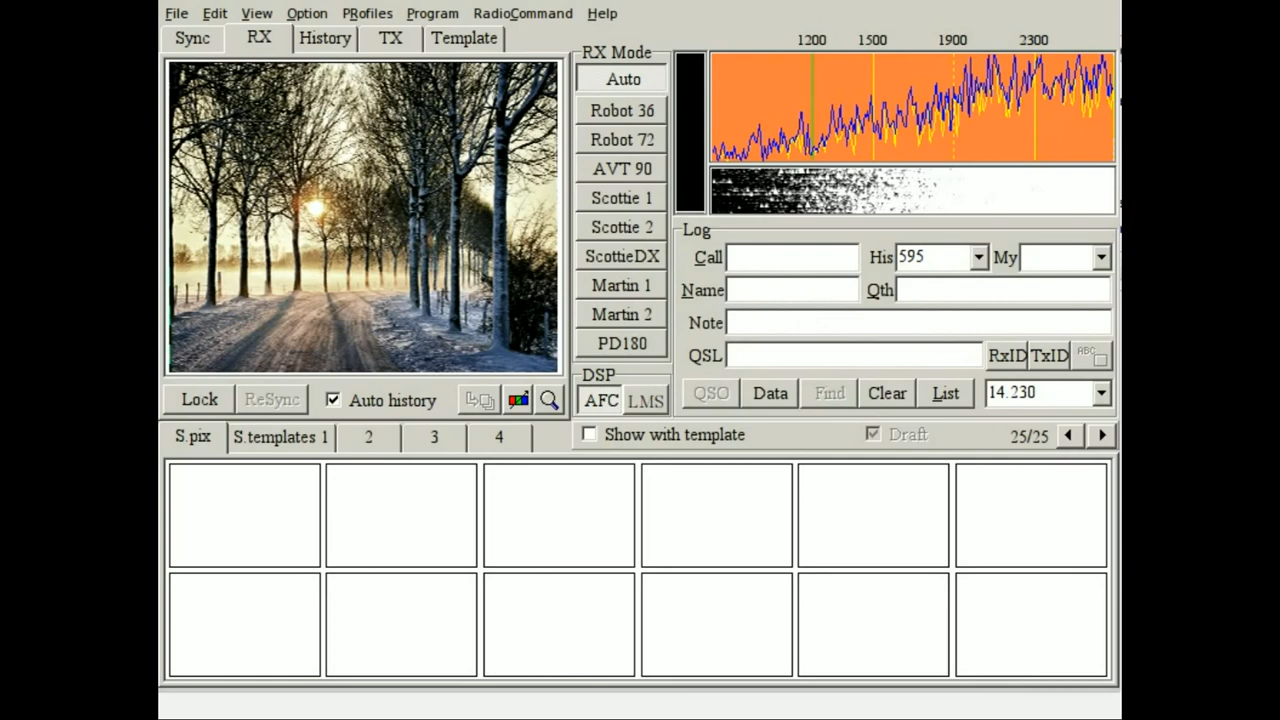 File Edit View Option PRofiles Program RadioCommand Help
Sync RX History TX Template
RX Mode
Auto
Robot 36
Robot 72
AVT 90
Scottie 1
Scottie 2
ScottieDX
Martin 1
Martin 2
PD180
DSP
AFC LMS
1200 1500 1900 2300
Log
Call His 595 My
Name Qth
Note
QSL RxID TxID ABC
QSO Data Find Clear List 14.230
Lock ReSync Auto history
S.pix S.templates 1 2 3 4
Show with template Draft 25/25